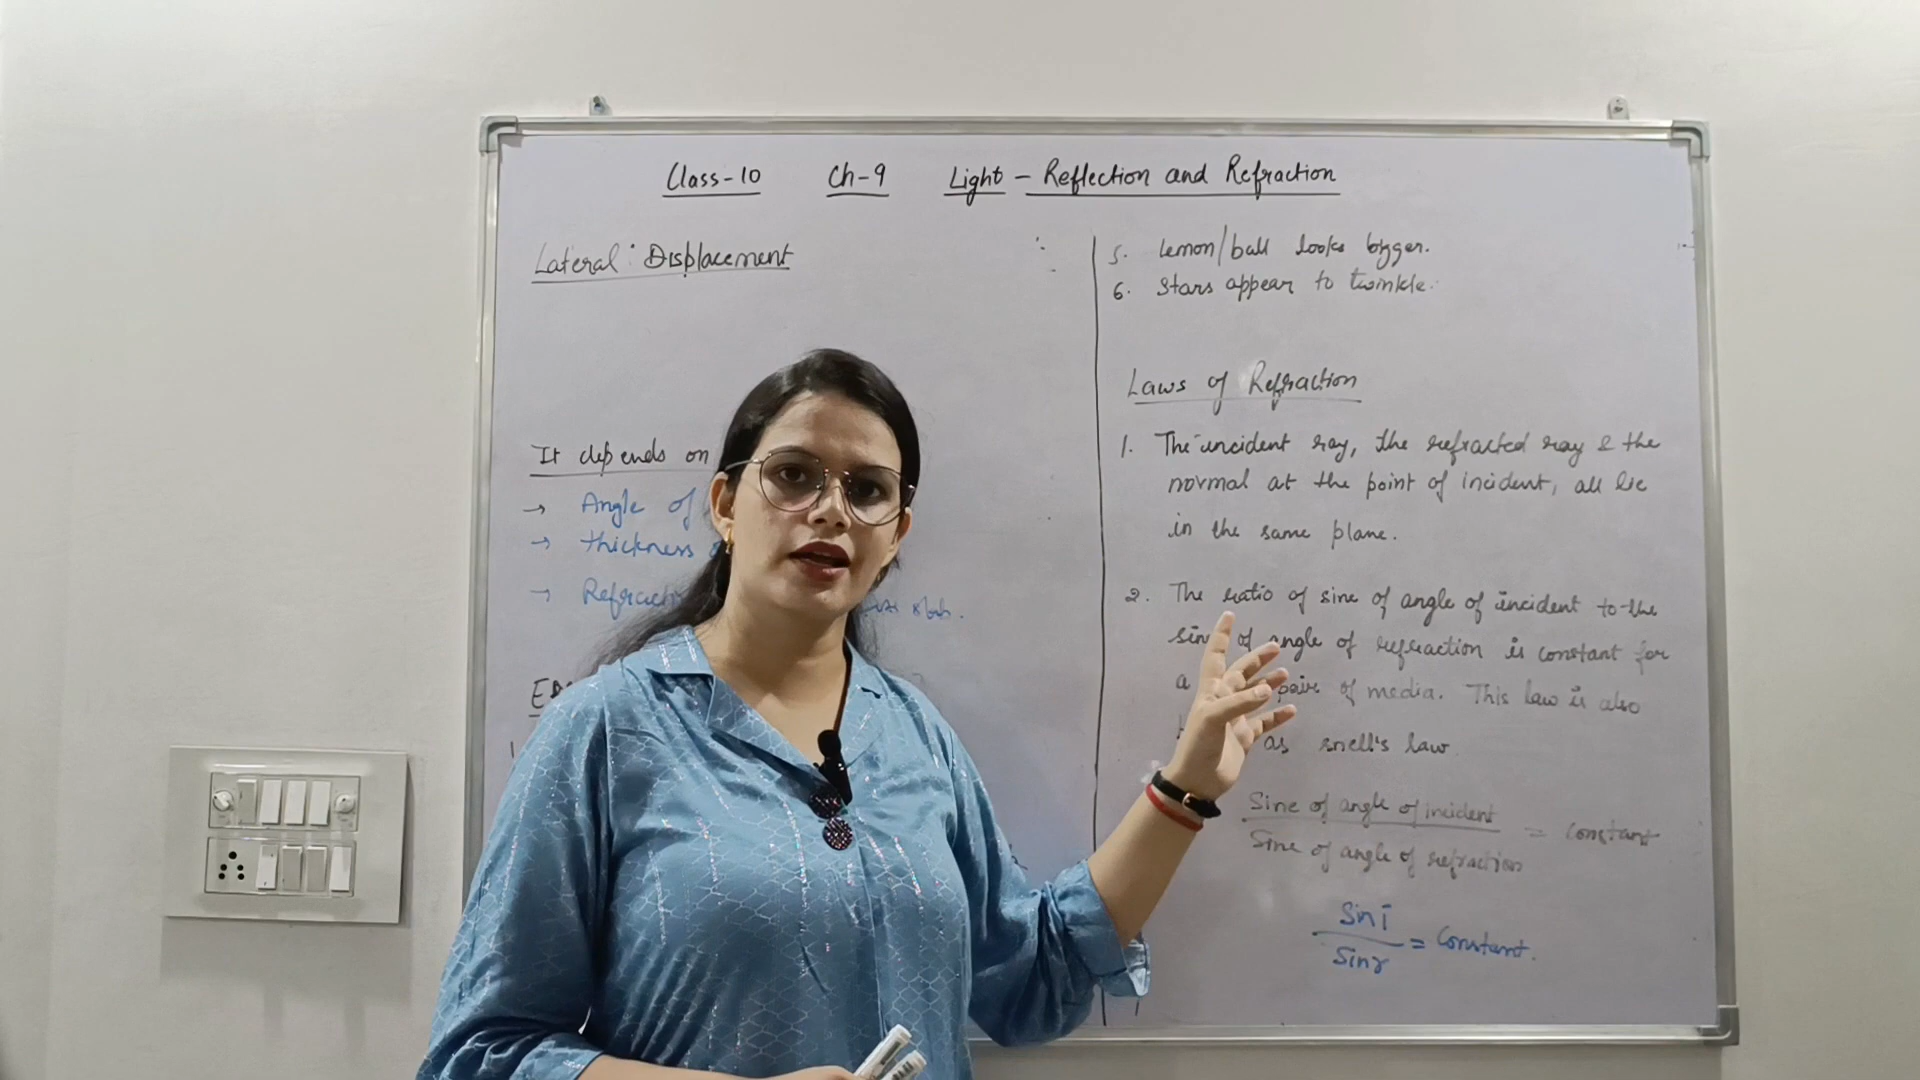 Class-10 Ch-9 Light - Reflection and Refraction
Lateral Displacement
It depends on
→ Angle of
→ thickness
→ Refracti
slab.
5. Lemon/ball looks bigger.
6. Stars appear to twinkle.
Laws of Refraction
1. The incident ray, the refracted ray & the
normal at the point of incident, all lie
in the same plane.
2. The ratio of sine of angle of incident to the
sine of angle of refraction is constant for
a pair of media. This law is also
as snell's law.
Sine of angle of incident
= Constant
Sine of angle of refraction
Sin i
= Constant.
Sin r